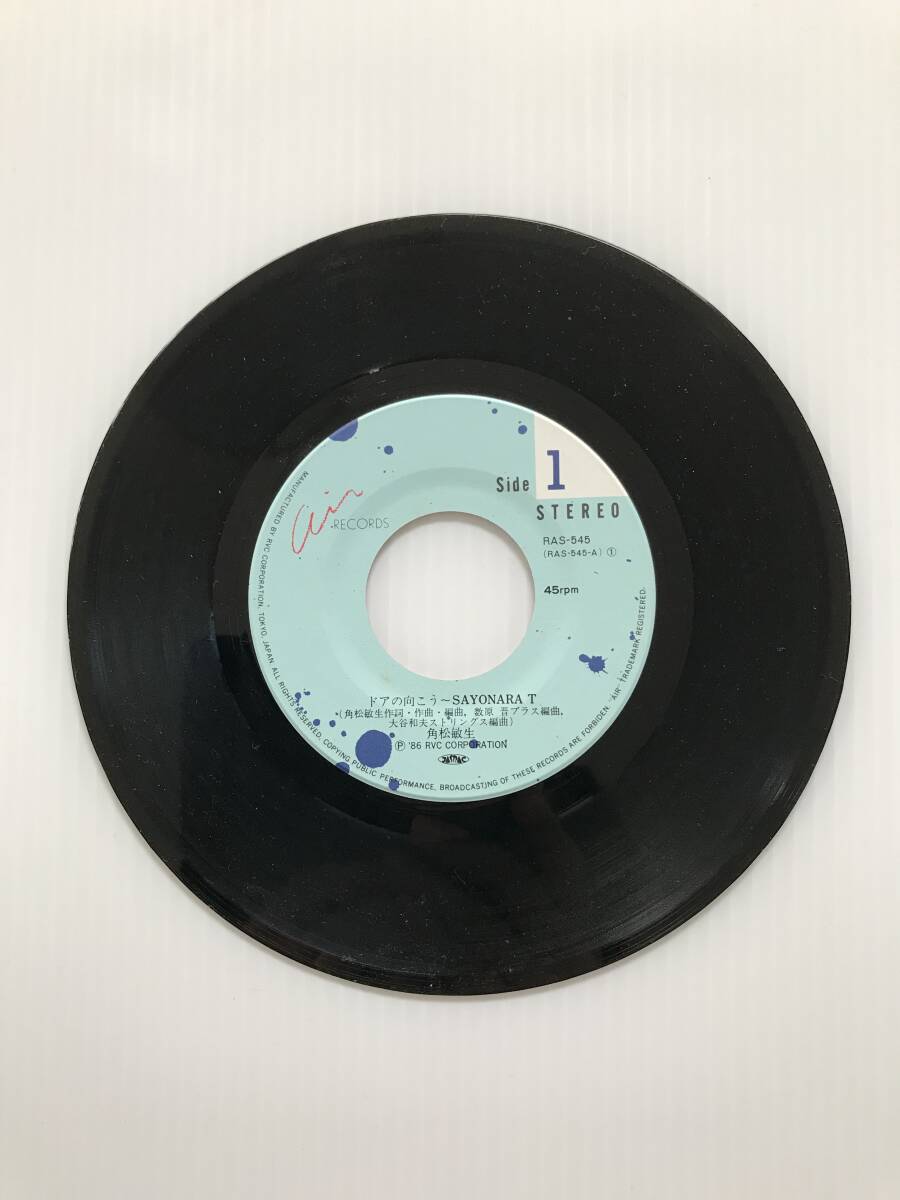 Side 1
STEREO
Air RECORDS
RAS-545
(RAS-545-A) ①
45rpm
ドアの向こう〜SAYONARA T
(角松敏生作詞・作曲・編曲, 数原 晋ブラス編曲,
大谷和夫ストリングス編曲)
角松敏生
Ⓟ '86 RVC CORPORATION
JASRAC
MANUFACTURED BY RVC CORPORATION, TOKYO, JAPAN. ALL RIGHTS RESERVED, COPYING PUBLIC PERFORMANCE, BROADCASTING OF THESE RECORDS ARE FORBIDEN. "AIR" TRADEMARK REGISTERED.